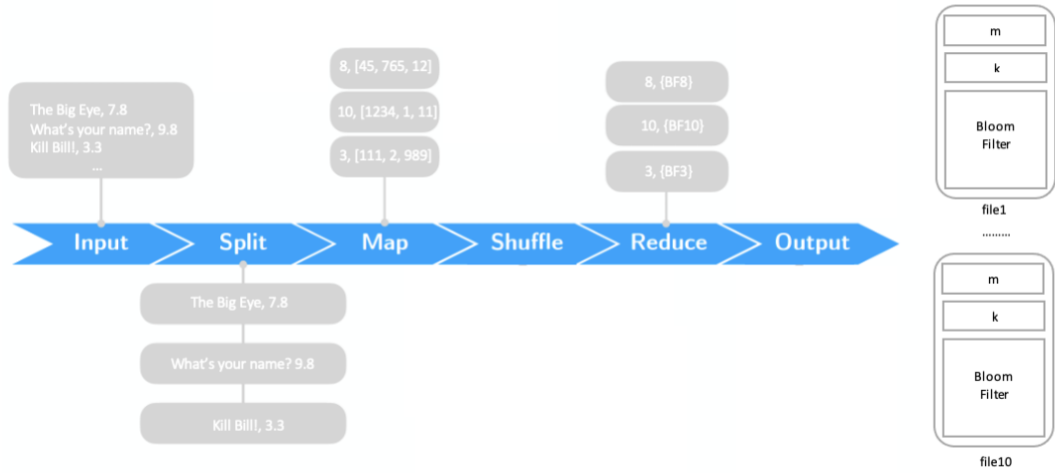 The Big Eye, 7.8
What's your name?, 9.8
Kill Bill!, 3.3
...
8, [45, 765, 12]
10, [1234, 1, 11]
3, [111, 2, 989]
8, {BF8}
10, {BF10}
3, {BF3}
Input
Split
Map
Shuffle
Reduce
Output
The Big Eye, 7.8
What's your name? 9.8
Kill Bill!, 3.3
m
k
Bloom
Filter
file1
.........
m
k
Bloom
Filter
file10